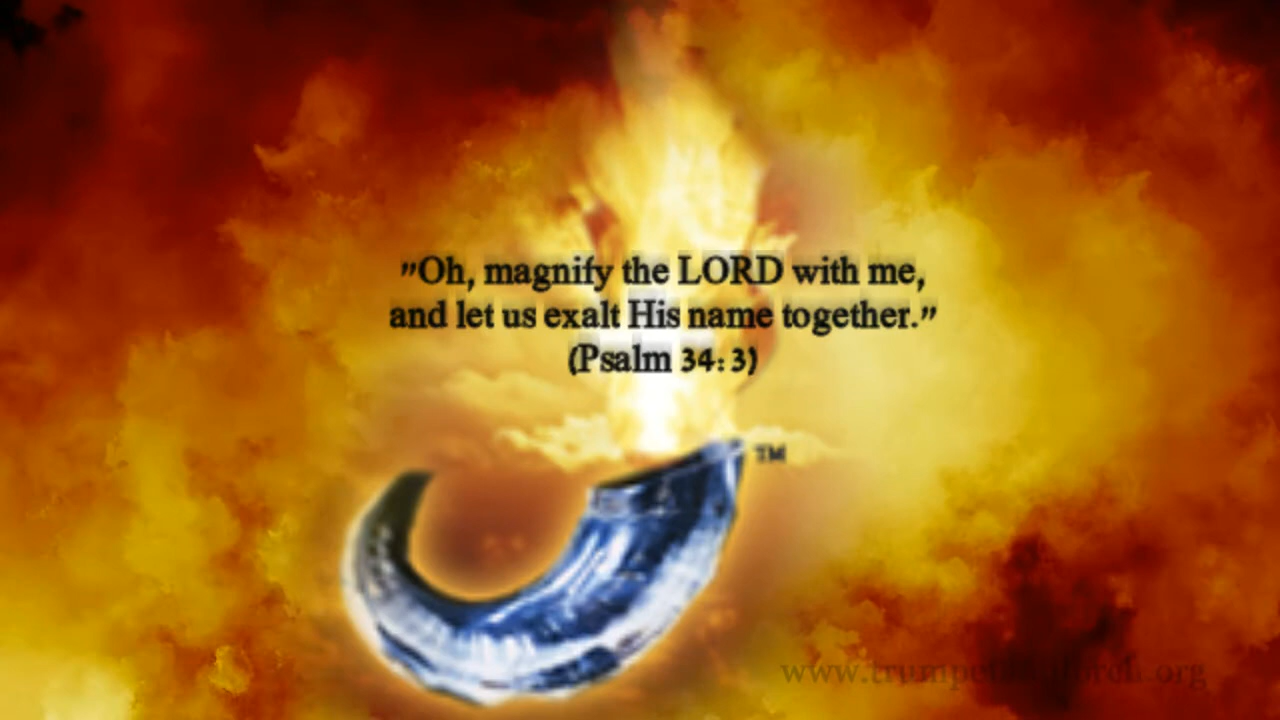 ”Oh, magnify the LORD with me,
and let us exalt His name together.”
(Psalm 34:3)
TM